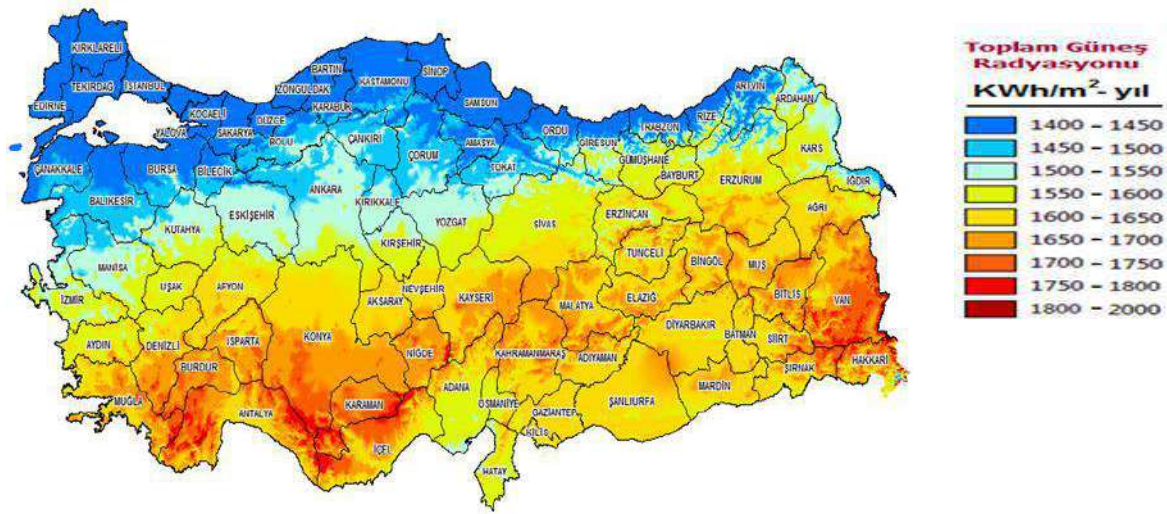 KIRKLARELİ
EDİRNE
TEKİRDAĞ
İSTANBUL
KOCAELİ
YALOVA
SAKARYA
DÜZCE
ZONGULDAK
BARTIN
KARABÜK
KASTAMONU
SİNOP
SAMSUN
ORDU
GİRESUN
TRABZON
RİZE
ARTVİN
ARDAHAN
ÇANAKKALE
BURSA
BİLECİK
BOLU
ÇANKIRI
ÇORUM
AMASYA
TOKAT
GÜMÜŞHANE
BAYBURT
ERZURUM
KARS
IĞDIR
BALIKESİR
KUTAHYA
ESKİŞEHİR
ANKARA
KIRIKKALE
YOZGAT
SİVAS
ERZİNCAN
AĞRI
MANİSA
UŞAK
AFYON
KIRŞEHİR
NEVŞEHİR
KAYSERİ
MALATYA
TUNCELİ
ELAZIĞ
BİNGÖL
MUŞ
BİTLİS
VAN
İZMİR
AYDIN
DENİZLİ
ISPARTA
BURDUR
KONYA
AKSARAY
NİĞDE
KAHRAMANMARAŞ
ADIYAMAN
DİYARBAKIR
BATMAN
SİİRT
ŞIRNAK
HAKKARİ
MUĞLA
ANTALYA
KARAMAN
İÇEL
ADANA
OSMANİYE
GAZİANTEP
KİLİS
HATAY
ŞANLIURFA
MARDİN
Toplam Güneş
Radyasyonu
KWh/m²- yıl
1400 - 1450
1450 - 1500
1500 - 1550
1550 - 1600
1600 - 1650
1650 - 1700
1700 - 1750
1750 - 1800
1800 - 2000